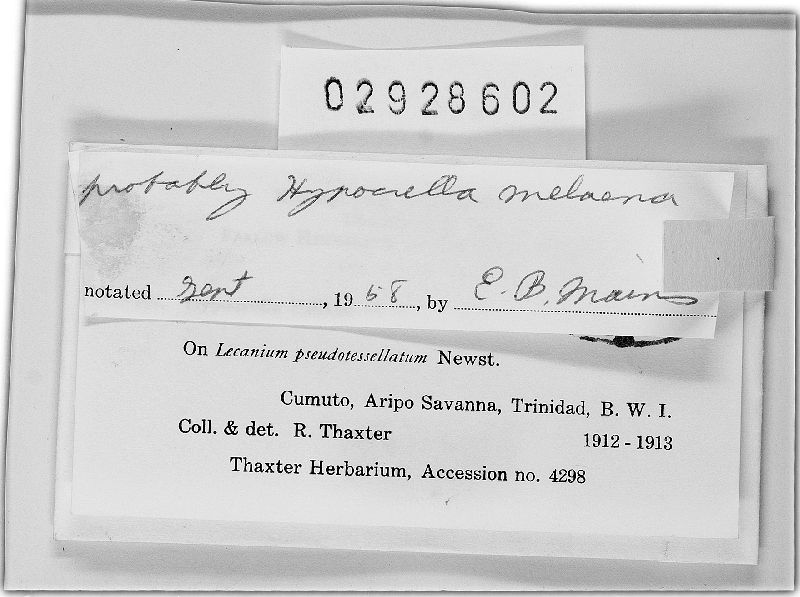 02928602
probably Hypocrella melaena
notated Sept, 1958, by E. B. Mains
On Lecanium pseudotessellatum Newst.
Cumuto, Aripo Savanna, Trinidad, B. W. I.
Coll. & det. R. Thaxter 1912 - 1913
Thaxter Herbarium, Accession no. 4298